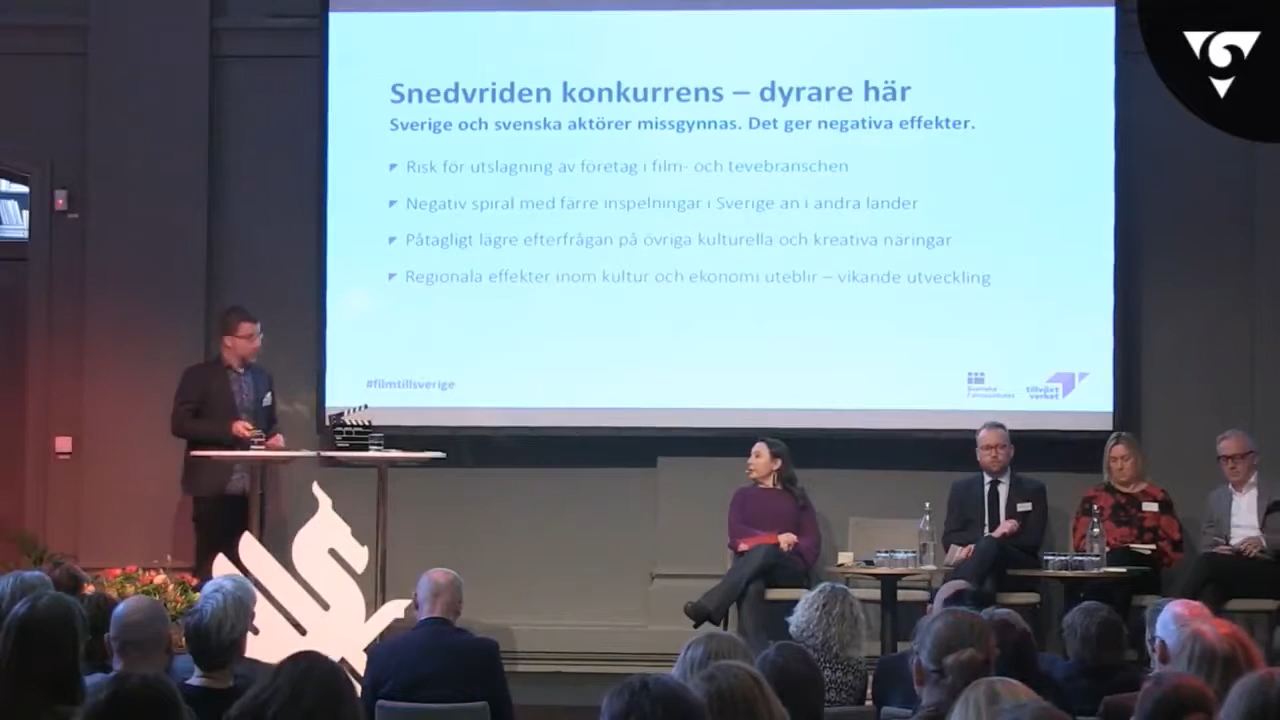 Snedvriden konkurrens – dyrare här
Sverige och svenska aktörer missgynnas. Det ger negativa effekter.
Risk för utslagning av företag i film- och tevebranschen
Negativ spiral med färre inspelningar i Sverige än i andra länder
Påtagligt lägre efterfrågan på övriga kulturella och kreativa näringar
Regionala effekter inom kultur och ekonomi uteblir – vikande utveckling
#filmtillsverige
Svenska
Filminstitutet
tillväxt
verket